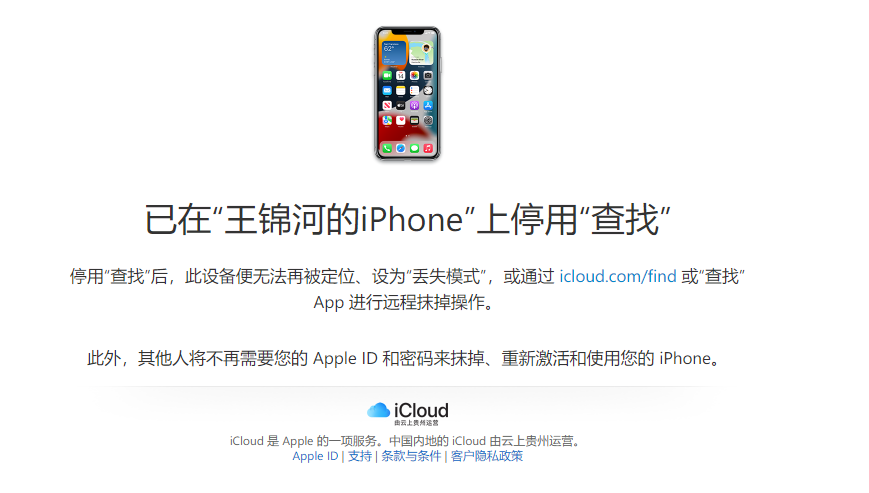 已在“王锦河的iPhone”上停用“查找”
停用“查找”后，此设备便无法再被定位、设为“丢失模式”，或通过 icloud.com/find 或“查找”
App 进行远程抹掉操作。
此外，其他人将不再需要您的 Apple ID 和密码来抹掉、重新激活和使用您的 iPhone。
iCloud
由云上贵州运营
iCloud 是 Apple 的一项服务。中国内地的 iCloud 由云上贵州运营。
Apple ID | 支持 | 条款与条件 | 客户隐私政策